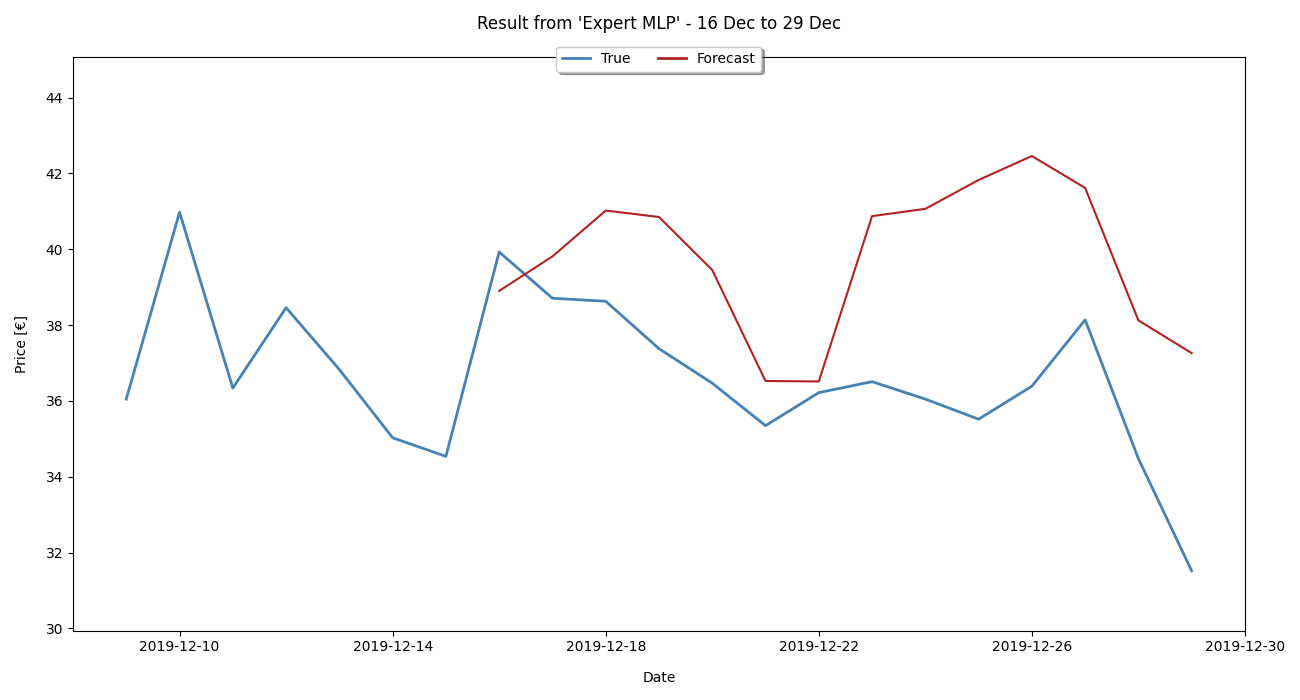 Result from 'Expert MLP' - 16 Dec to 29 Dec
True Forecast
44
42
40
38
36
34
32
30
Price [€]
2019-12-10 2019-12-14 2019-12-18 2019-12-22 2019-12-26 2019-12-30
Date